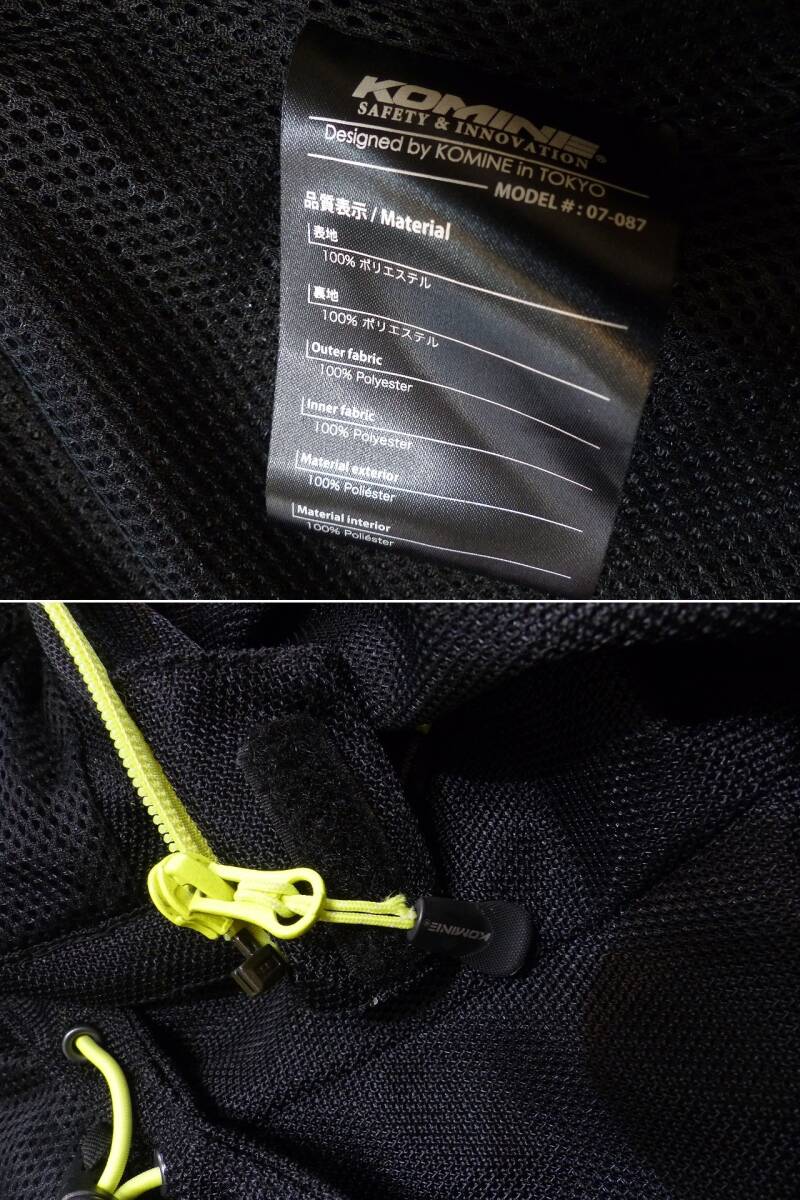 KOMINE
SAFETY & INNOVATION®
Designed by KOMINE in TOKYO
MODEL # : 07-087
品質表示 / Material
表地
100% ポリエステル
裏地
100% ポリエステル
Outer fabric
100% Polyester
Inner fabric
100% Polyester
Material exterior
100% Poliéster
Material interior
100% Poliéster
KOMINE